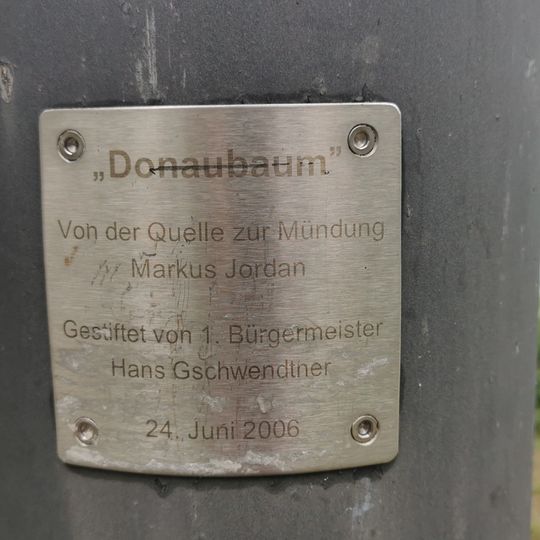 „Donaubaum"
Von der Quelle zur Mündung
Markus Jordan
Gestiftet von 1. Bürgermeister
Hans Gschwendtner
24. Juni 2006